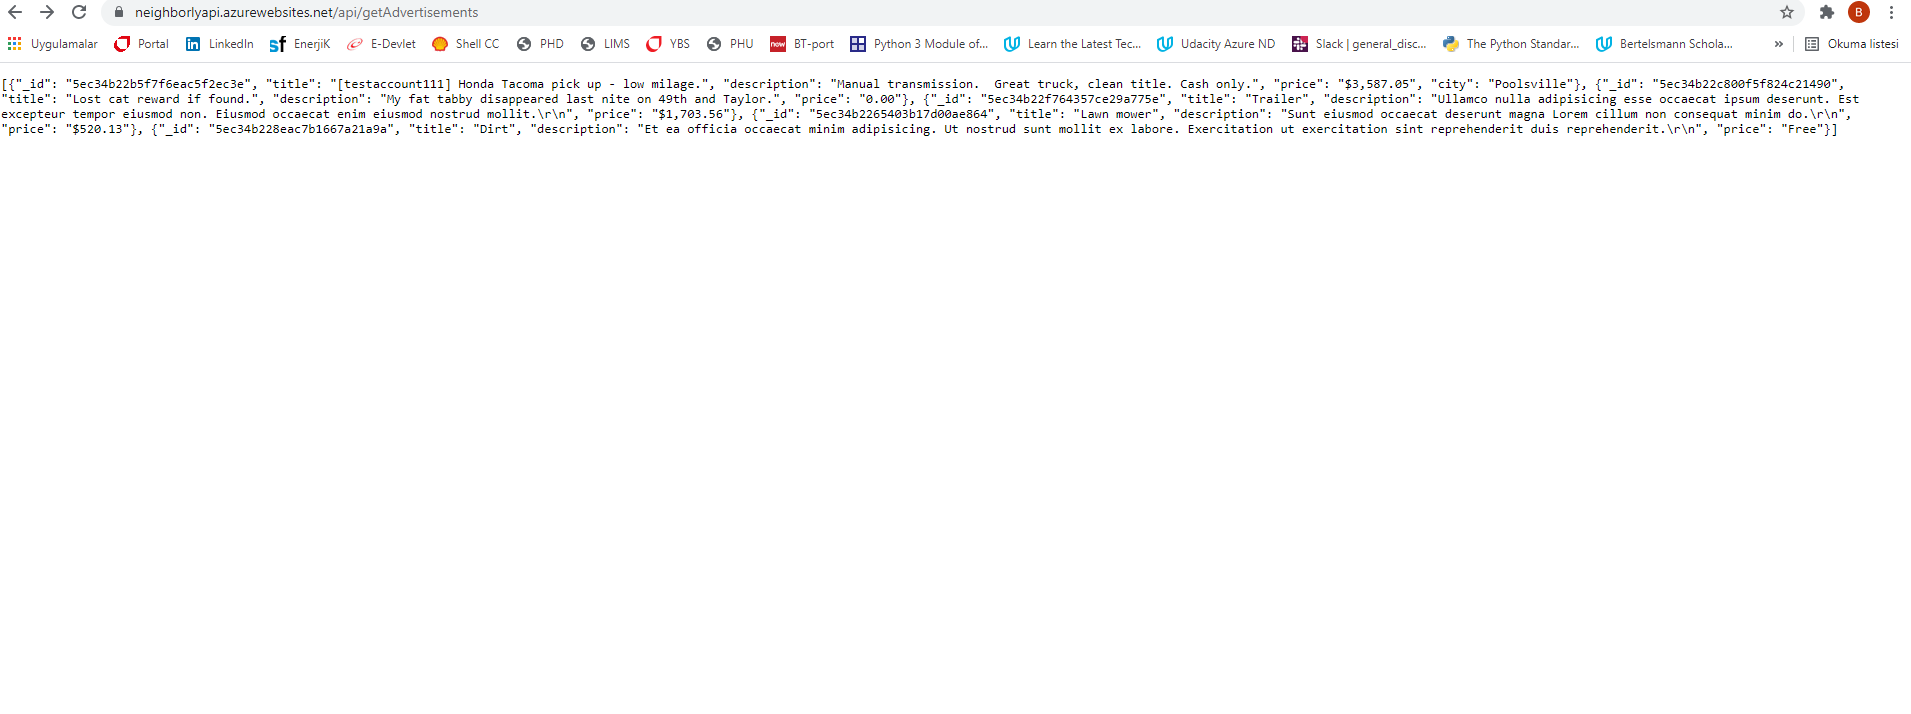 neighborlyapi.azurewebsites.net/api/getAdvertisements
B
Uygulamalar Portal LinkedIn sf EnerjiK E-Devlet Shell CC PHD LIMS YBS PHU new BT-port Python 3 Module of... Learn the Latest Tec... Udacity Azure ND Slack | general_disc... The Python Standar... Bertelsmann Schola... » Okuma listesi
[{"_id": "5ec34b22b5f7f6eac5f2ec3e", "title": "[testaccount111] Honda Tacoma pick up - low milage.", "description": "Manual transmission.  Great truck, clean title. Cash only.", "price": "$3,587.05", "city": "Poolsville"}, {"_id": "5ec34b22c800f5f824c21490",
"title": "Lost cat reward if found.", "description": "My fat tabby disappeared last nite on 49th and Taylor.", "price": "0.00"}, {"_id": "5ec34b22f764357ce29a775e", "title": "Trailer", "description": "Ullamco nulla adipisicing esse occaecat ipsum deserunt. Est
excepteur tempor eiusmod non. Eiusmod occaecat enim eiusmod nostrud mollit.\r\n", "price": "$1,703.56"}, {"_id": "5ec34b2265403b17d00ae864", "title": "Lawn mower", "description": "Sunt eiusmod occaecat deserunt magna Lorem cillum non consequat minim do.\r\n",
"price": "$520.13"}, {"_id": "5ec34b228eac7b1667a21a9a", "title": "Dirt", "description": "Et ea officia occaecat minim adipisicing. Ut nostrud sunt mollit ex labore. Exercitation ut exercitation sint reprehenderit duis reprehenderit.\r\n", "price": "Free"}]